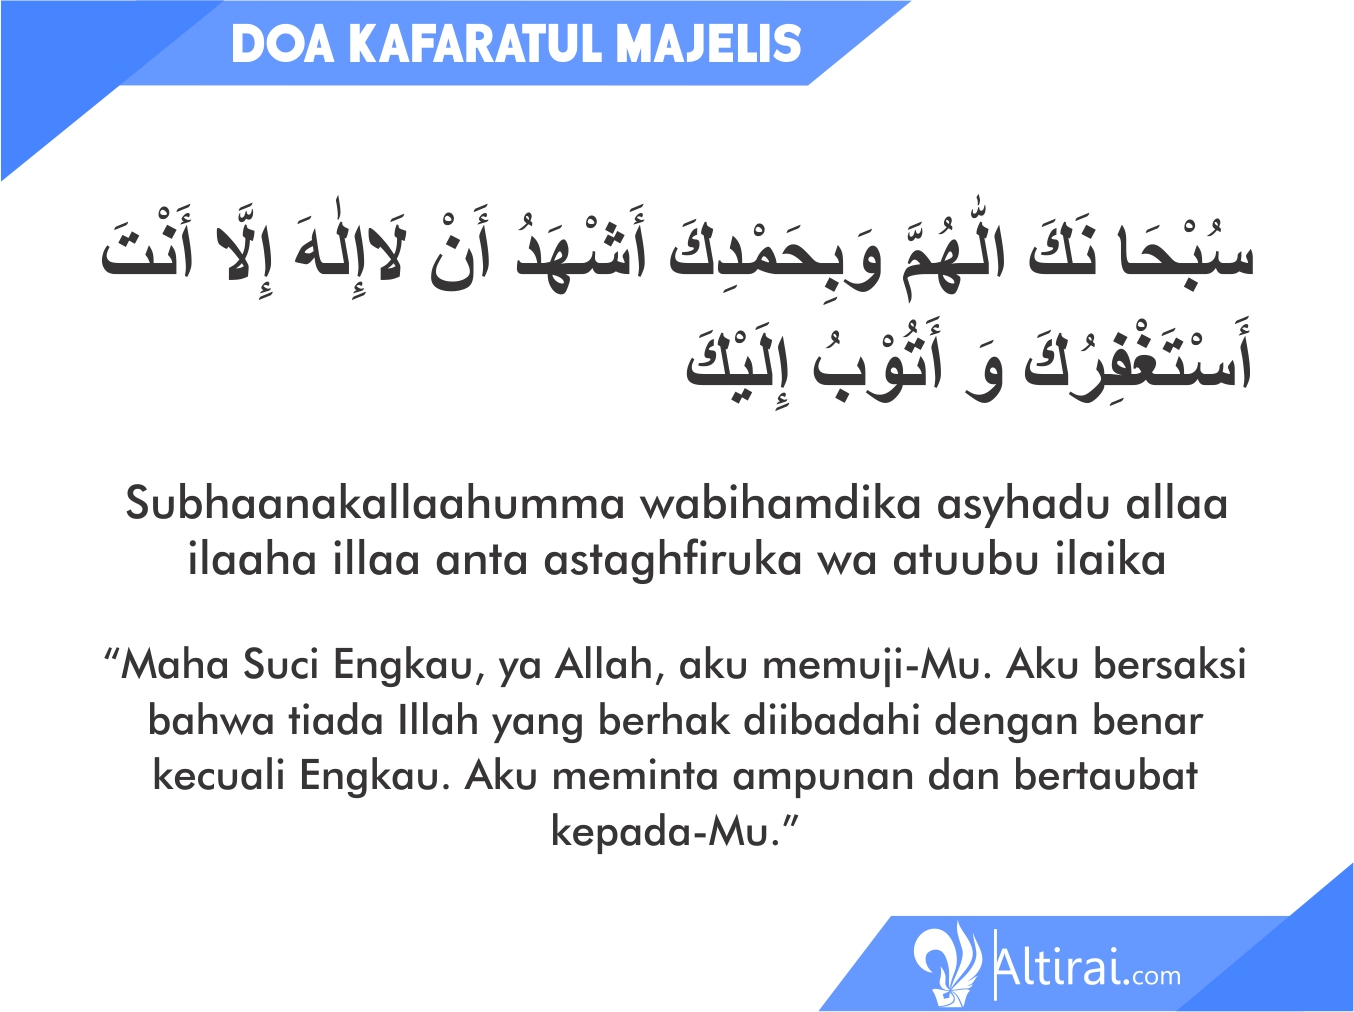 DOA KAFARATUL MAJELIS
سُبْحَا نَكَ اللّٰهُمَّ وَبِحَمْدِكَ أَشْهَدُ أَنْ لَاإِلٰهَ إِلَّا أَنْتَ
أَسْتَغْفِرُكَ وَ أَتُوْبُ إِلَيْكَ
Subhaanakallaahumma wabihamdika asyhadu allaa
ilaaha illaa anta astaghfiruka wa atuubu ilaika
“Maha Suci Engkau, ya Allah, aku memuji-Mu. Aku bersaksi
bahwa tiada Illah yang berhak diibadahi dengan benar
kecuali Engkau. Aku meminta ampunan dan bertaubat
kepada-Mu.”
Altirai.com